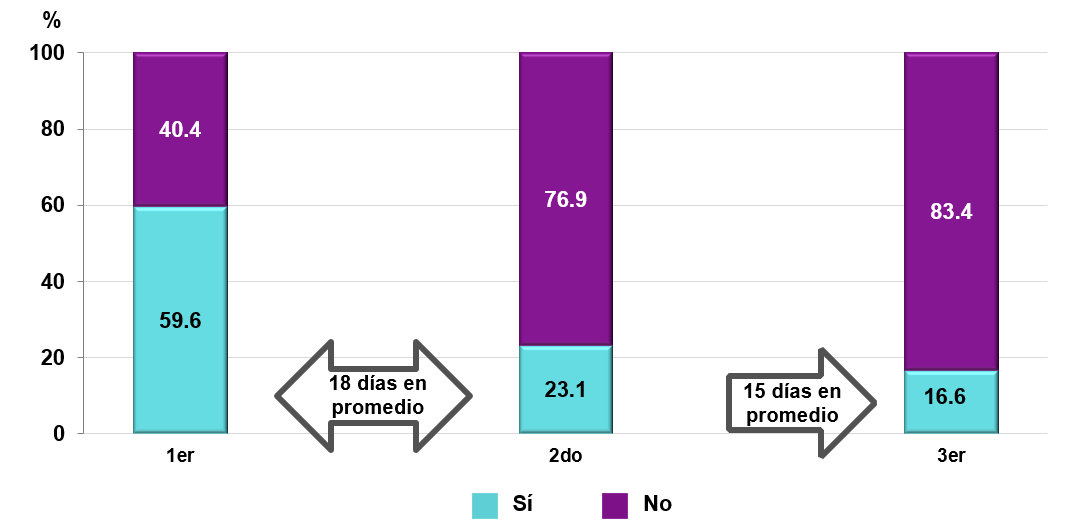 %
100
80
60
40
20
0
40.4
59.6
76.9
23.1
83.4
16.6
18 días en
promedio
15 días en
promedio
1er
2do
3er
Sí
No